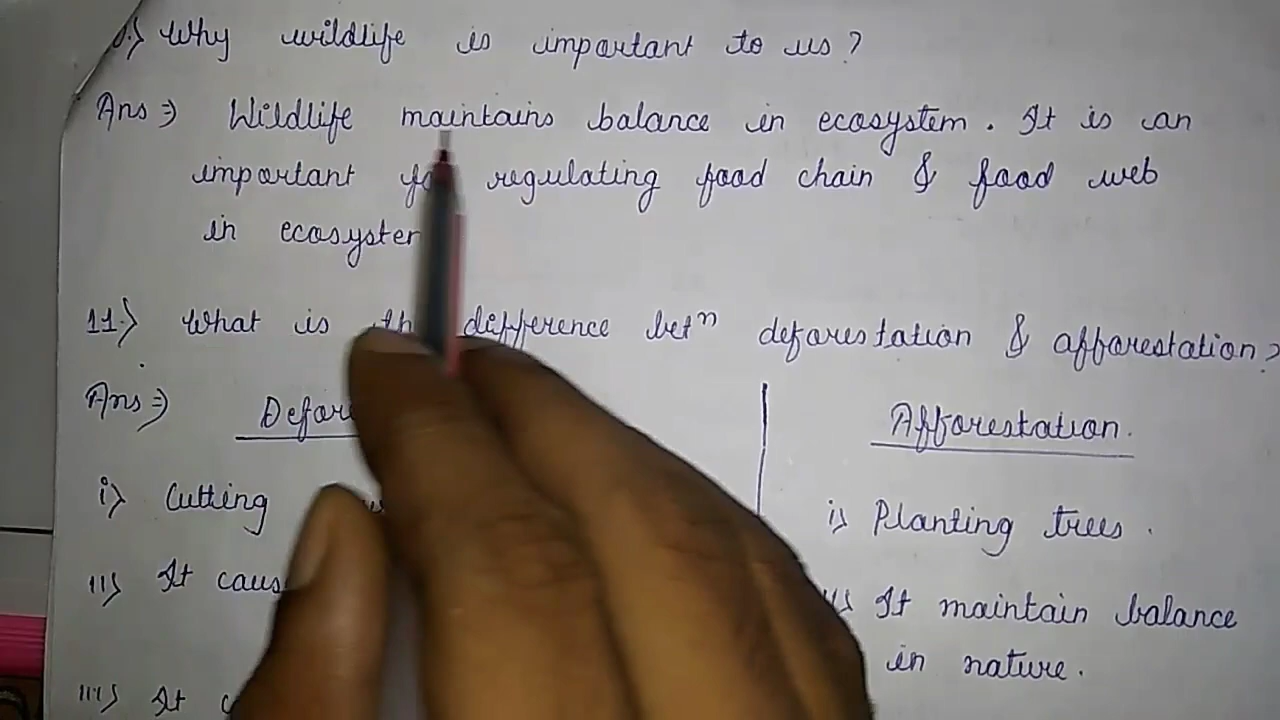 Why wildlife is important to us?
Ans ⇒ Wildlife maintains balance in ecosystem. It is an
important regulating food chain & food web
in
11.) What is difference betⁿ deforestation & afforestation?
Ans ⇒
Afforestation.
i) Cutting
i) Planting trees.
ii) It
It maintain balance
in nature.
iii) It